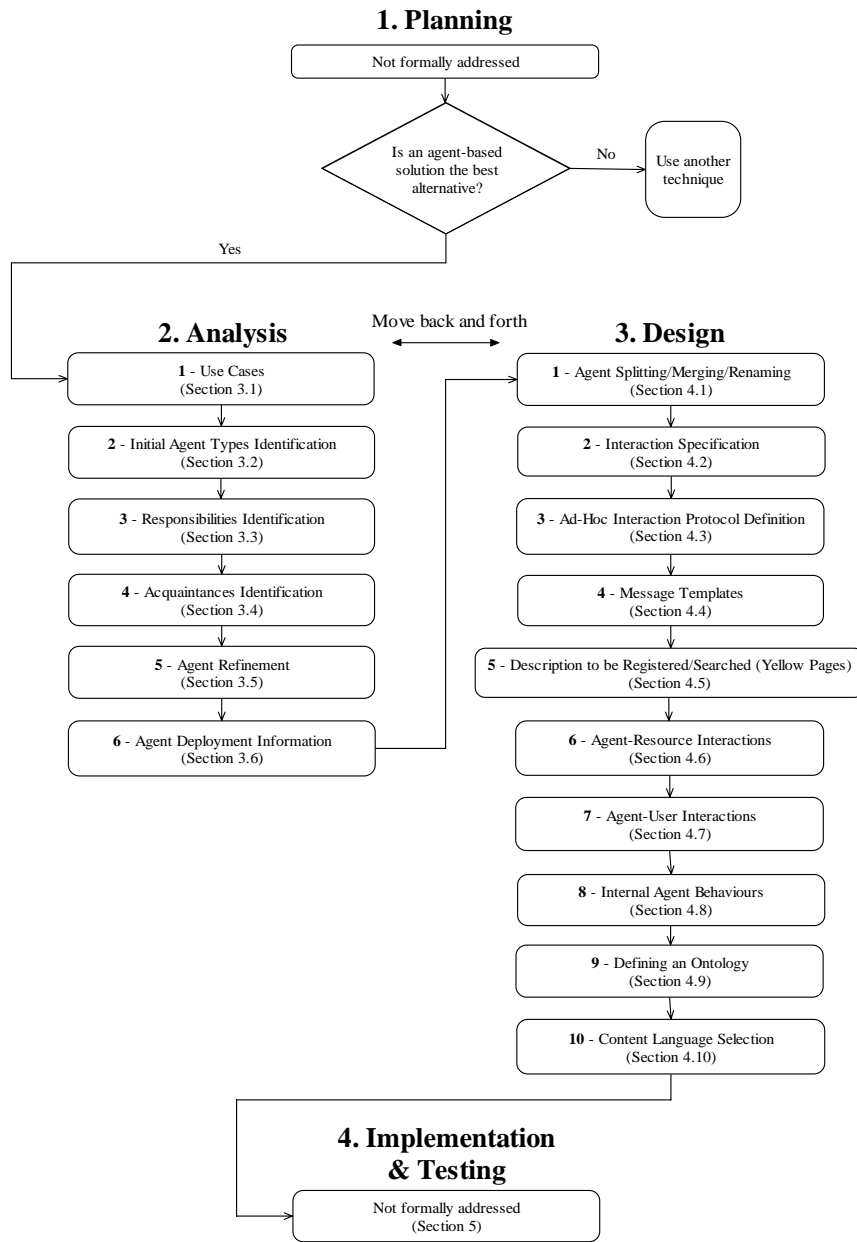 1. Planning
Not formally addressed
Is an agent-based
solution the best
alternative?
No
Use another
technique
Yes
2. Analysis
Move back and forth
3. Design
1 - Use Cases
(Section 3.1)
2 - Initial Agent Types Identification
(Section 3.2)
3 - Responsibilities Identification
(Section 3.3)
4 - Acquaintances Identification
(Section 3.4)
5 - Agent Refinement
(Section 3.5)
6 - Agent Deployment Information
(Section 3.6)
1 - Agent Splitting/Merging/Renaming
(Section 4.1)
2 - Interaction Specification
(Section 4.2)
3 - Ad-Hoc Interaction Protocol Definition
(Section 4.3)
4 - Message Templates
(Section 4.4)
5 - Description to be Registered/Searched (Yellow Pages)
(Section 4.5)
6 - Agent-Resource Interactions
(Section 4.6)
7 - Agent-User Interactions
(Section 4.7)
8 - Internal Agent Behaviours
(Section 4.8)
9 - Defining an Ontology
(Section 4.9)
10 - Content Language Selection
(Section 4.10)
4. Implementation
& Testing
Not formally addressed
(Section 5)